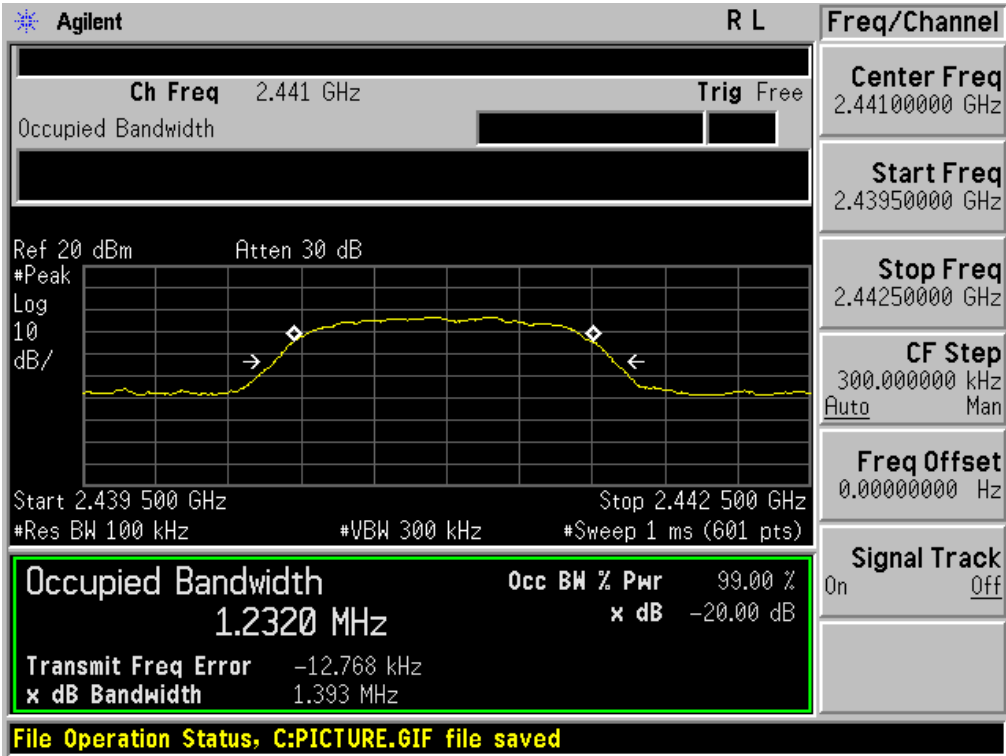 Agilent R L Freq/Channel
Ch Freq 2.441 GHz Trig Free
Occupied Bandwidth
Center Freq
2.44100000 GHz
Start Freq
2.43950000 GHz
Stop Freq
2.44250000 GHz
CF Step
300.000000 kHz
Auto Man
Freq Offset
0.00000000 Hz
Signal Track
On Off
Ref 20 dBm Atten 30 dB
#Peak
Log
10
dB/
Start 2.439 500 GHz Stop 2.442 500 GHz
#Res BW 100 kHz #VBW 300 kHz #Sweep 1 ms (601 pts)
Occupied Bandwidth Occ BW % Pwr 99.00 %
1.2320 MHz x dB -20.00 dB
Transmit Freq Error -12.768 kHz
x dB Bandwidth 1.393 MHz
File Operation Status, C:PICTURE.GIF file saved